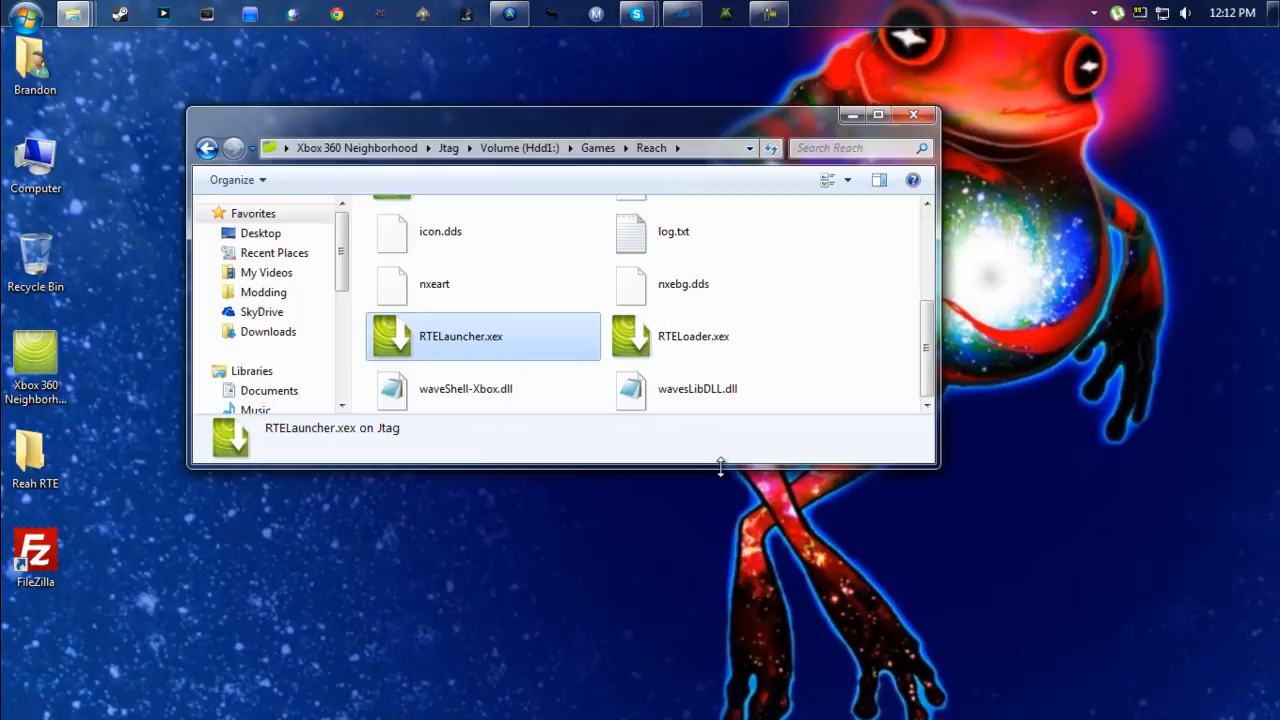 12:12 PM
99
Brandon
Computer
Recycle Bin
Xbox 360
Neighborh...
Reah RTE
FileZilla
Xbox 360 Neighborhood
Jtag
Volume (Hdd1:)
Games
Reach
Search Reach
Organize
Favorites
Desktop
Recent Places
My Videos
Modding
SkyDrive
Downloads
Libraries
Documents
Music
icon.dds
log.txt
nxeart
nxebg.dds
RTELauncher.xex
RTELoader.xex
waveShell-Xbox.dll
wavesLibDLL.dll
RTELauncher.xex on Jtag